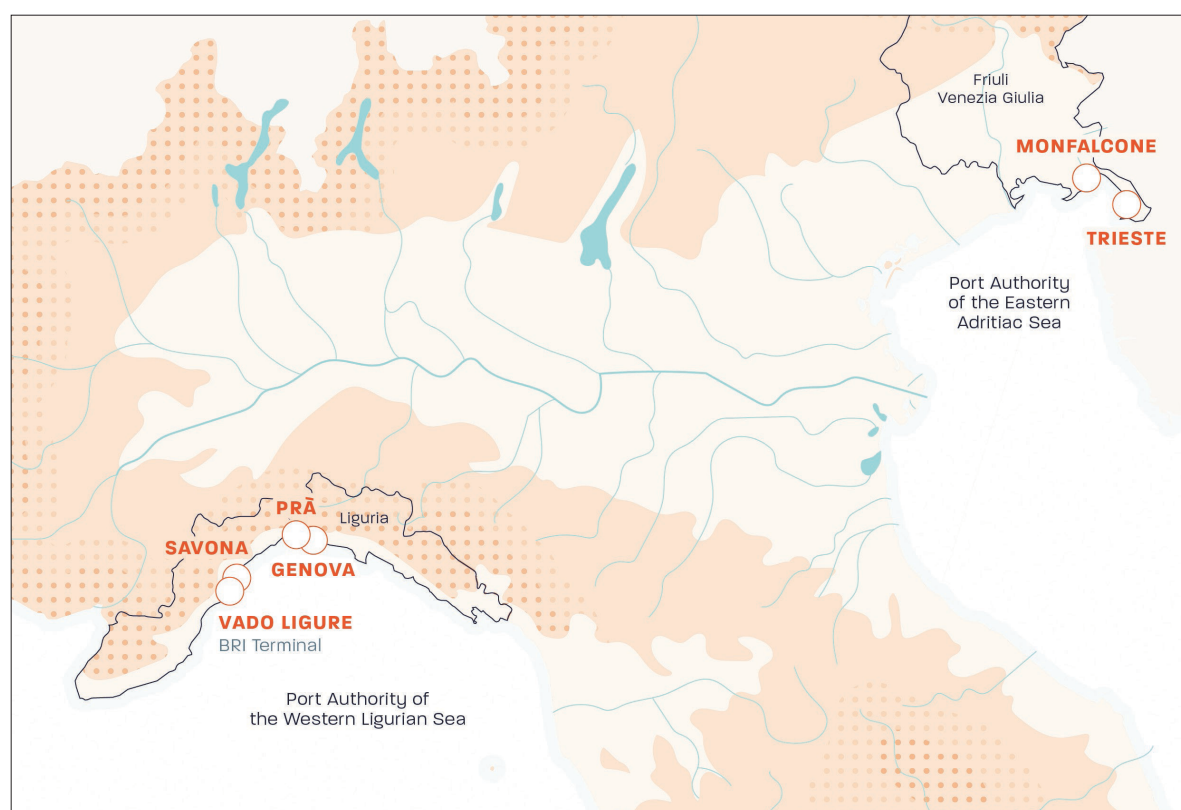 Friuli
Venezia Giulia
MONFALCONE
TRIESTE
Port Authority
of the Eastern
Adritiac Sea
PRÀ
Liguria
SAVONA
GENOVA
VADO LIGURE
BRI Terminal
Port Authority of
the Western Ligurian Sea